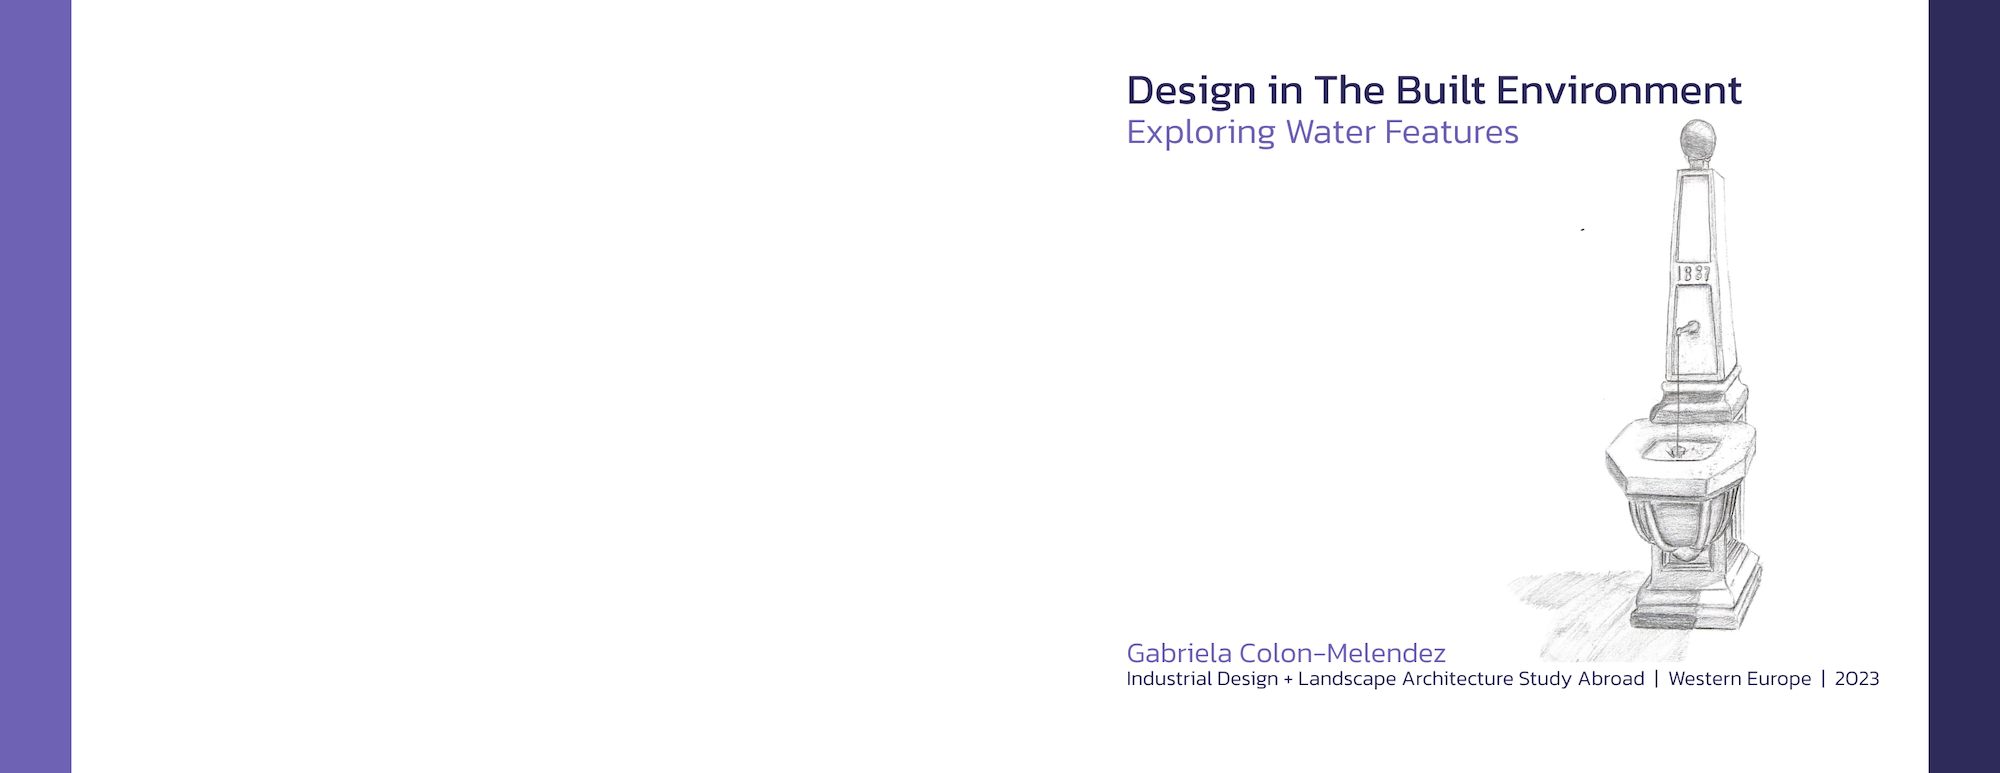 Design in The Built Environment
Exploring Water Features
Gabriela Colon-Melendez
Industrial Design + Landscape Architecture Study Abroad | Western Europe | 2023